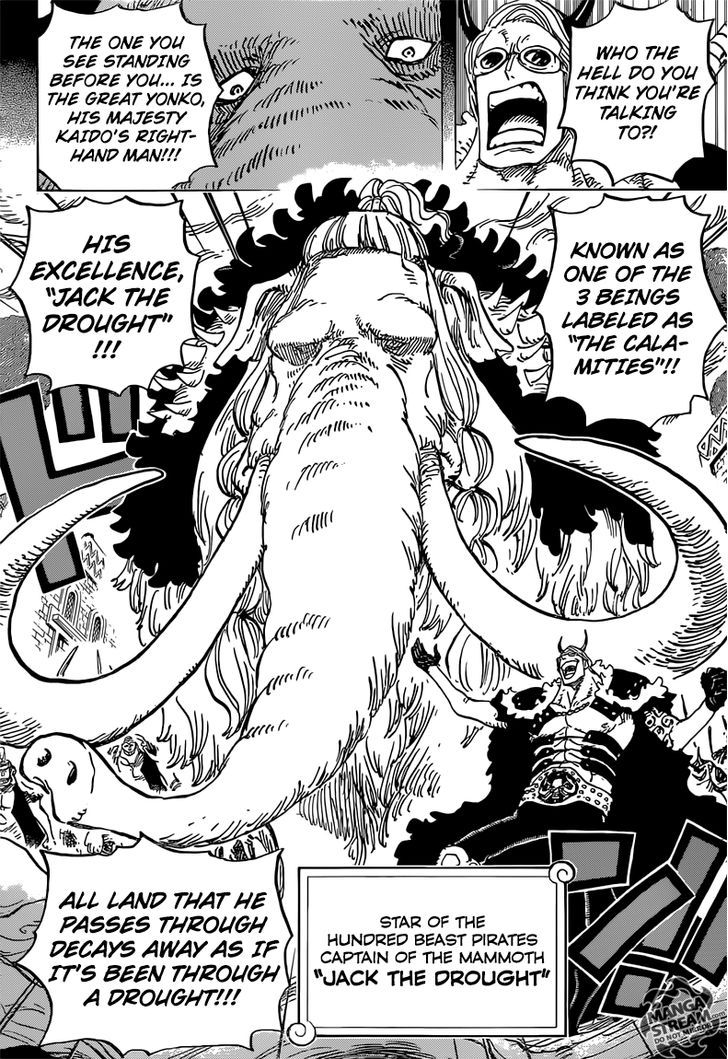 WHO THE
HELL DO YOU
THINK YOU'RE
TALKING
TO?!
THE ONE YOU
SEE STANDING
BEFORE YOU... IS
THE GREAT YONKO,
HIS MAJESTY
KAIDO'S RIGHT-
HAND MAN!!!
KNOWN AS
ONE OF THE
3 BEINGS
LABELED AS
"THE CALA-
MITIES"!!
HIS
EXCELLENCE,
"JACK THE
DROUGHT"
!!!
ALL LAND THAT HE
PASSES THROUGH
DECAYS AWAY AS IF
IT'S BEEN THROUGH
A DROUGHT!!!
STAR OF THE
HUNDRED BEAST PIRATES
CAPTAIN OF THE MAMMOTH
"JACK THE DROUGHT"
MANGA
STREAM
DO NOT MIRROR